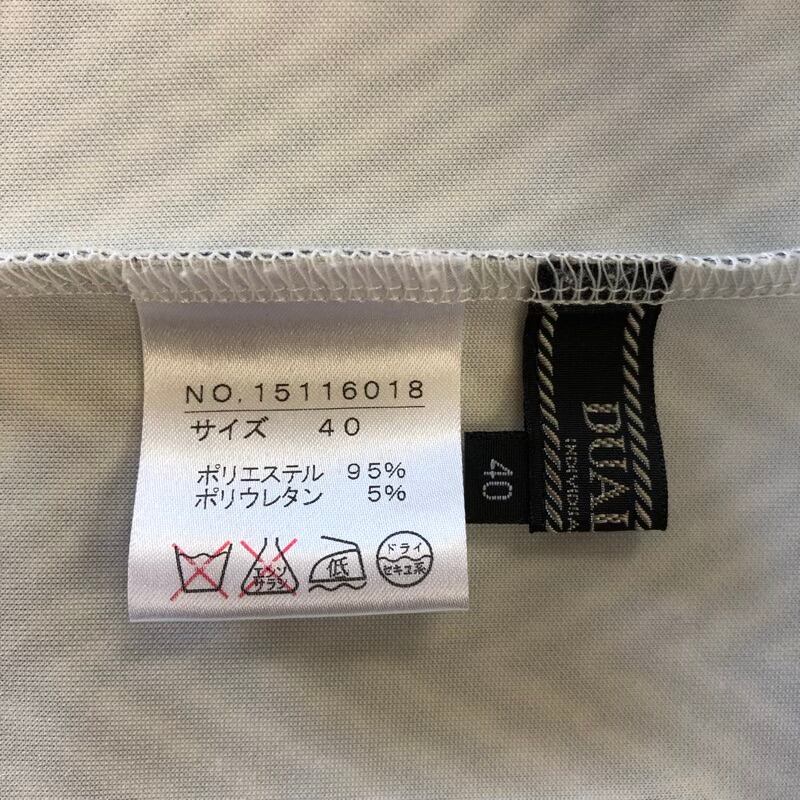 NO.15116018
サイズ 40
ポリエステル 95%
ポリウレタン 5%
エンソ
サラシ
低
ドライ
セキユ系
40
DUAL